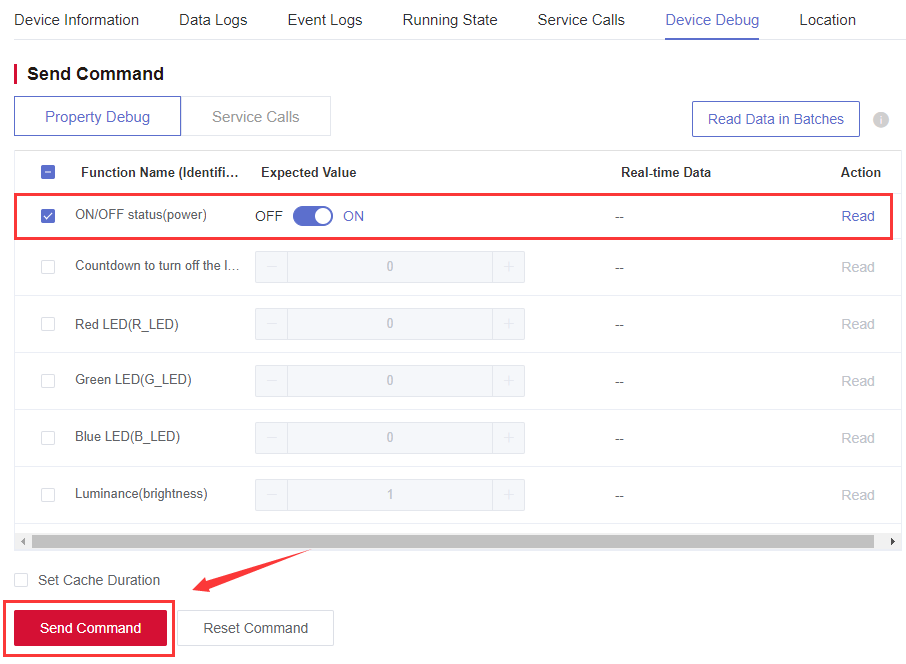 Device Information Data Logs Event Logs Running State Service Calls Device Debug Location
Send Command
Property Debug Service Calls Read Data in Batches
Function Name (Identifi... Expected Value Real-time Data Action
ON/OFF status(power) OFF ON -- Read
Countdown to turn off the l... 0 -- Read
Red LED(R_LED) 0 -- Read
Green LED(G_LED) 0 -- Read
Blue LED(B_LED) 0 -- Read
Luminance(brightness) 1 -- Read
Set Cache Duration
Send Command Reset Command